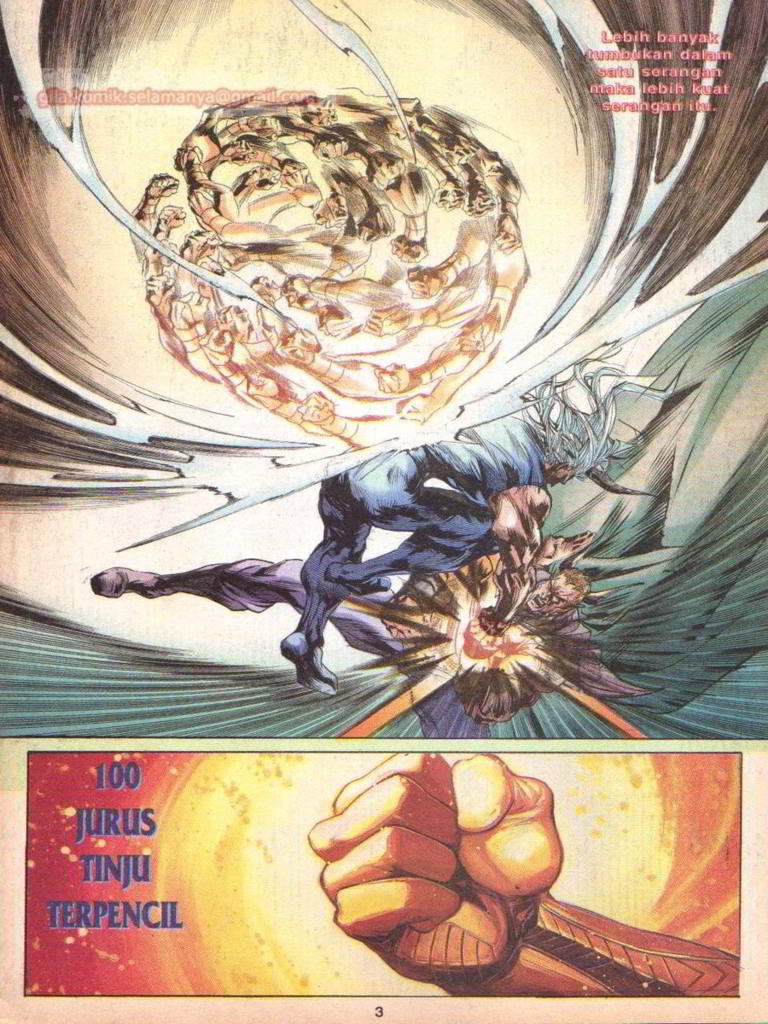 Lebih banyak
tumbukan dalam
satu serangan
maka lebih kuat
serangan itu.
gila.komik.selamanya@gmail.com
100
JURUS
TINJU
TERPENCIL
3